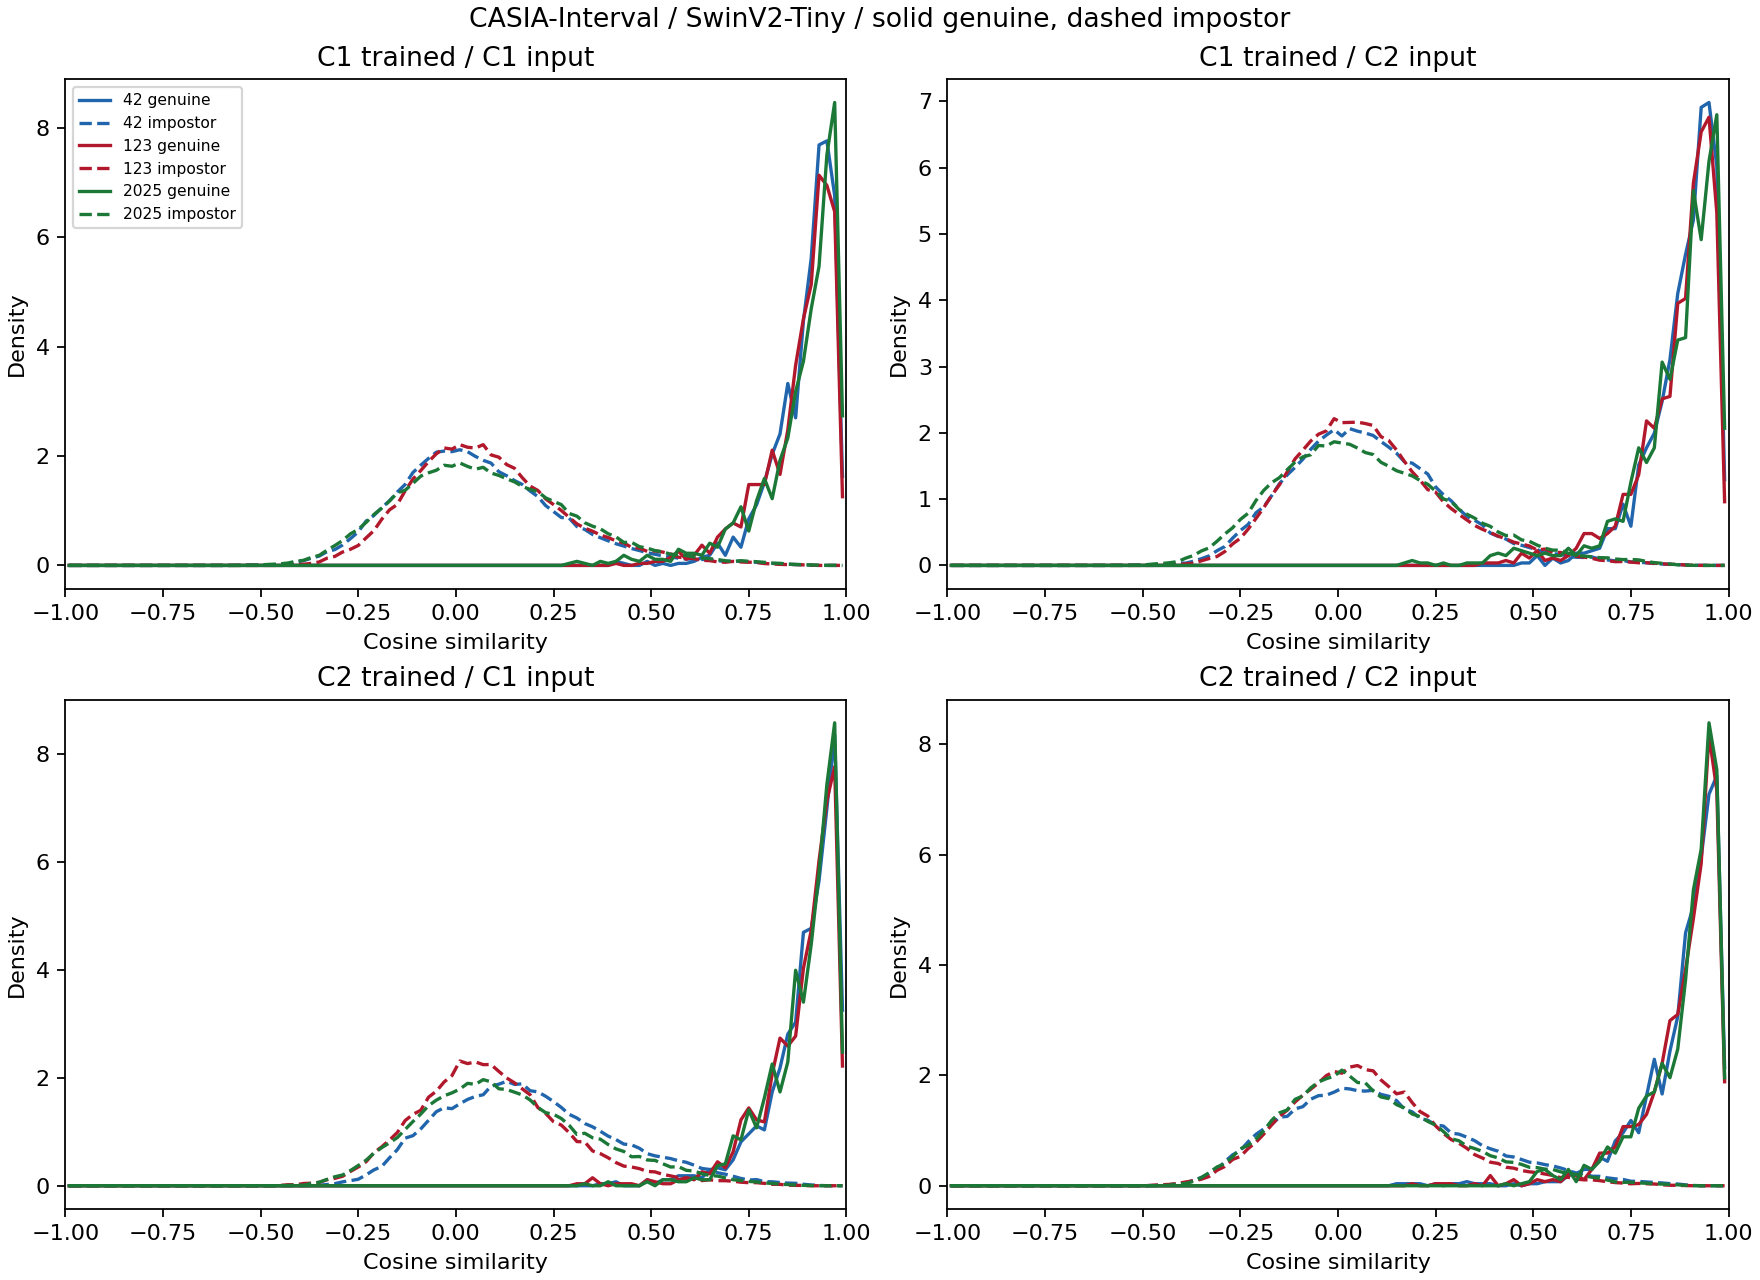 CASIA-Interval / SwinV2-Tiny / solid genuine, dashed impostor
C1 trained / C1 input
42 genuine
42 impostor
123 genuine
123 impostor
2025 genuine
2025 impostor
Density
8
6
4
2
0
−1.00 −0.75 −0.50 −0.25 0.00 0.25 0.50 0.75 1.00
Cosine similarity
C1 trained / C2 input
Density
7
6
5
4
3
2
1
0
−1.00 −0.75 −0.50 −0.25 0.00 0.25 0.50 0.75 1.00
Cosine similarity
C2 trained / C1 input
Density
8
6
4
2
0
−1.00 −0.75 −0.50 −0.25 0.00 0.25 0.50 0.75 1.00
Cosine similarity
C2 trained / C2 input
Density
8
6
4
2
0
−1.00 −0.75 −0.50 −0.25 0.00 0.25 0.50 0.75 1.00
Cosine similarity